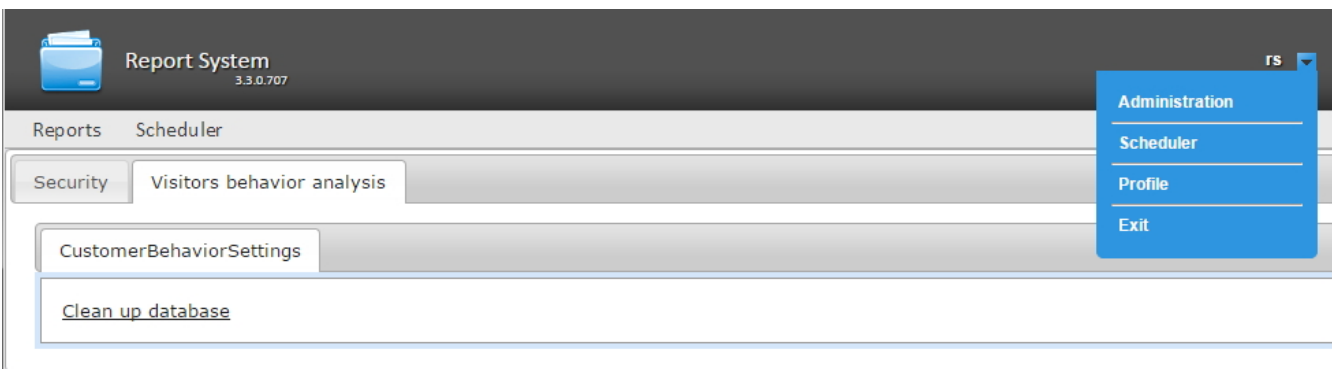 Report System
3.3.0.707
rs
Administration
Scheduler
Profile
Exit
Reports Scheduler
Security Visitors behavior analysis
CustomerBehaviorSettings
Clean up database